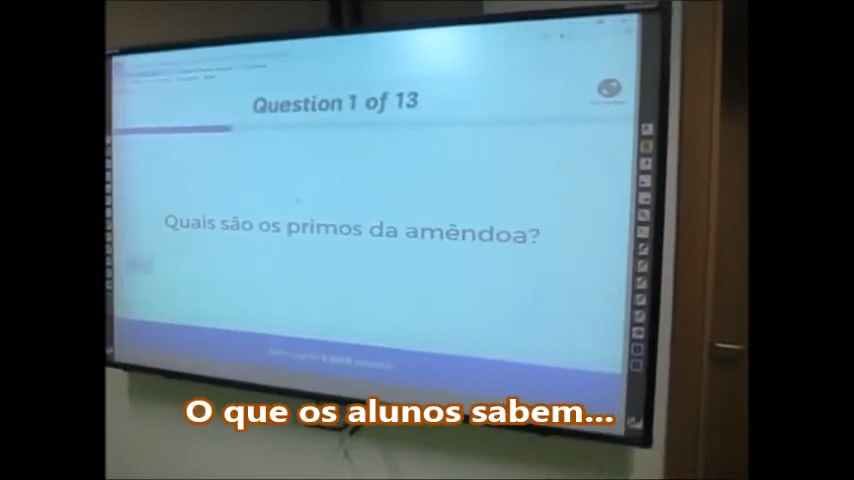 Question 1 of 13
Quais são os primos da amêndoa?
O que os alunos sabem...